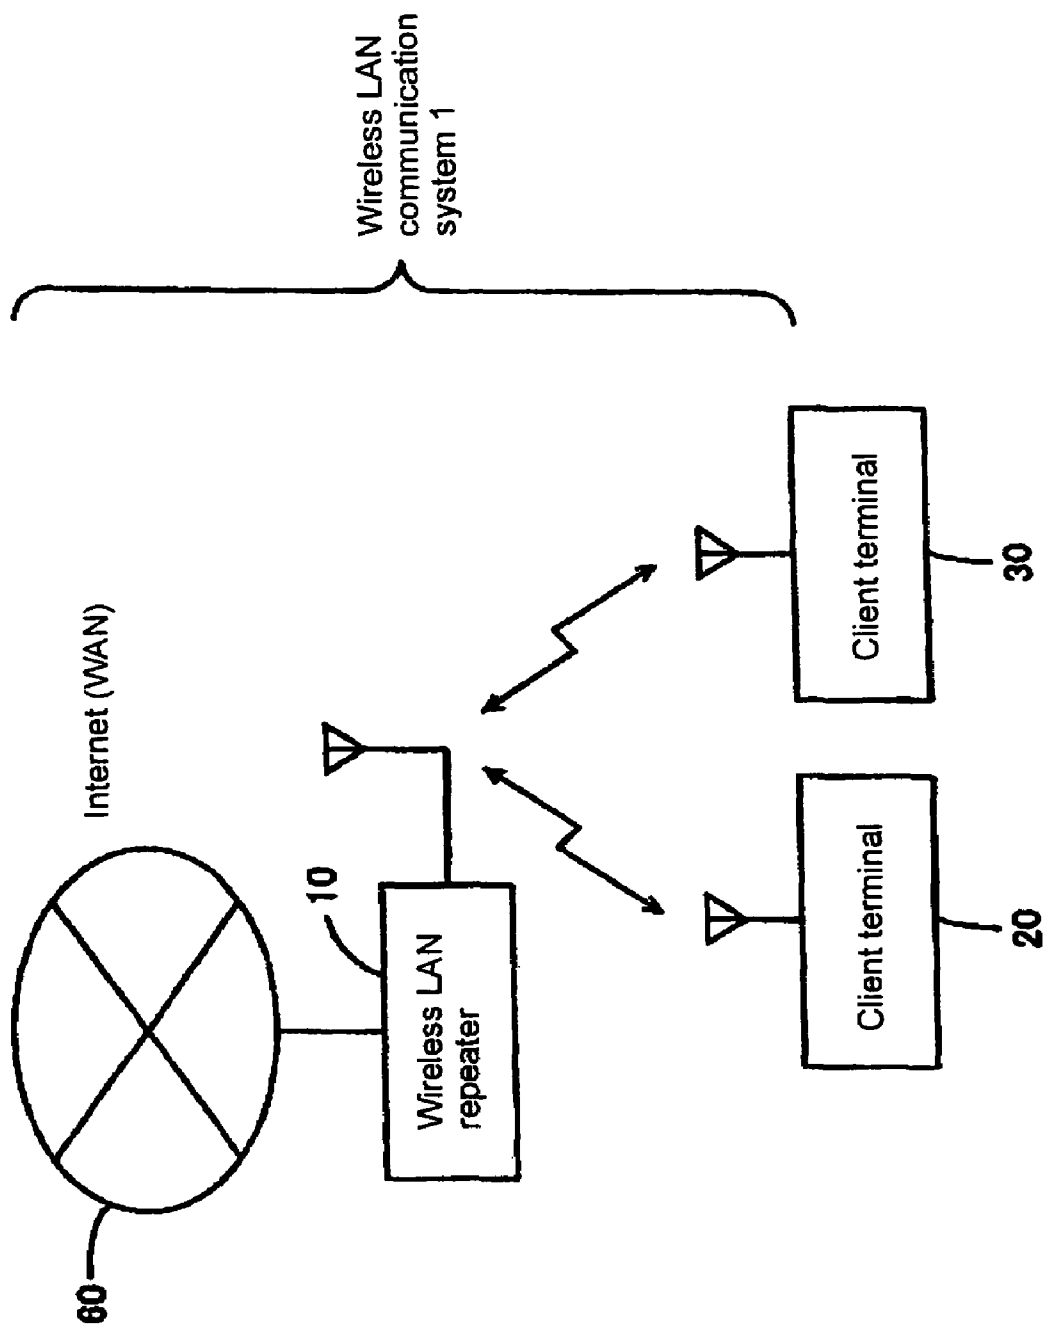 Internet (WAN)
60
10
Wireless LAN
repeater
Wireless LAN
communication
system 1
Client terminal
20
Client terminal
30